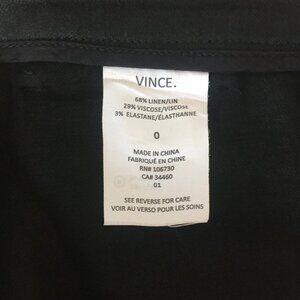 VINCE.
68% LINEN/LIN
29% VISCOSE/VISCOSE
3% ELASTANE/ÉLASTHANNE
0
MADE IN CHINA
FABRIQUÉ EN CHINE
RN# 106730
CA# 34460
01
SEE REVERSE FOR CARE
VOIR AU VERSO POUR LES SOINS